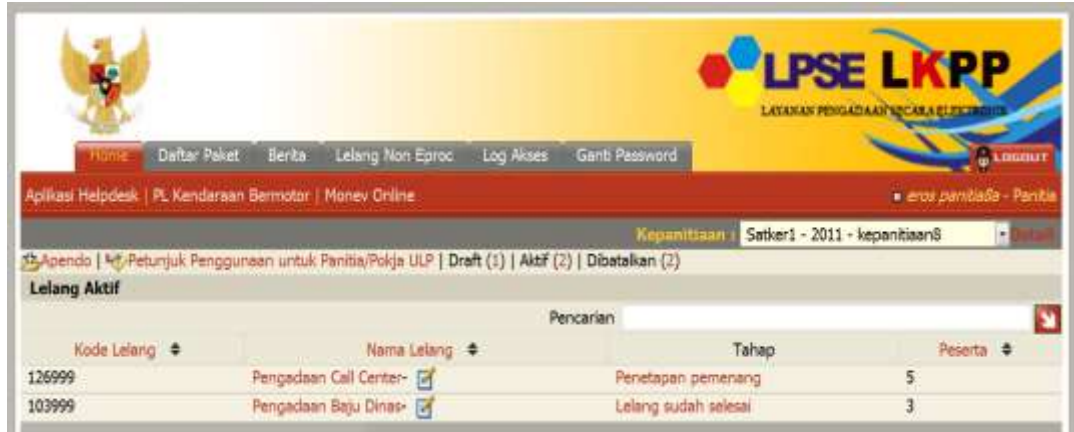 LPSE LKPP
LAYANAN PENGADAAN SECARA ELEKTRONIK
Home Daftar Paket Berita Lelang Non Eproc Log Akses Ganti Password LOGOUT
Aplikasi Helpdesk | PL Kendaraan Bermotor | Monev Online eros panitia8a - Panitia
Kepanitiaan : Satker1 - 2011 - kepanitiaan8 Detail
Apendo | Petunjuk Penggunaan untuk Panitia/Pokja ULP | Draft (1) | Aktif (2) | Dibatalkan (2)
Lelang Aktif
Pencarian
Kode Lelang Nama Lelang Tahap Peserta
126999 Pengadaan Call Center- Penetapan pemenang 5
103999 Pengadaan Baju Dinas- Lelang sudah selesai 3